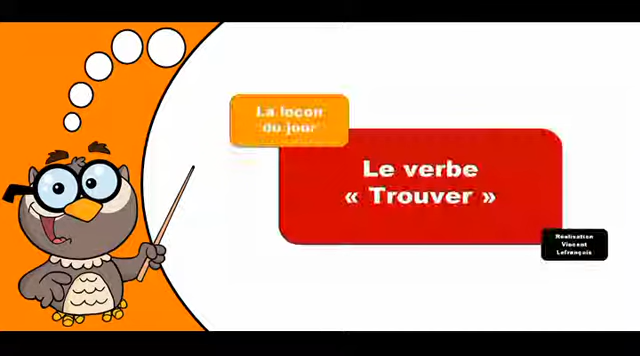 La leçon
du jour
Le verbe
« Trouver »
Réalisation
Vincent
Lefrançois